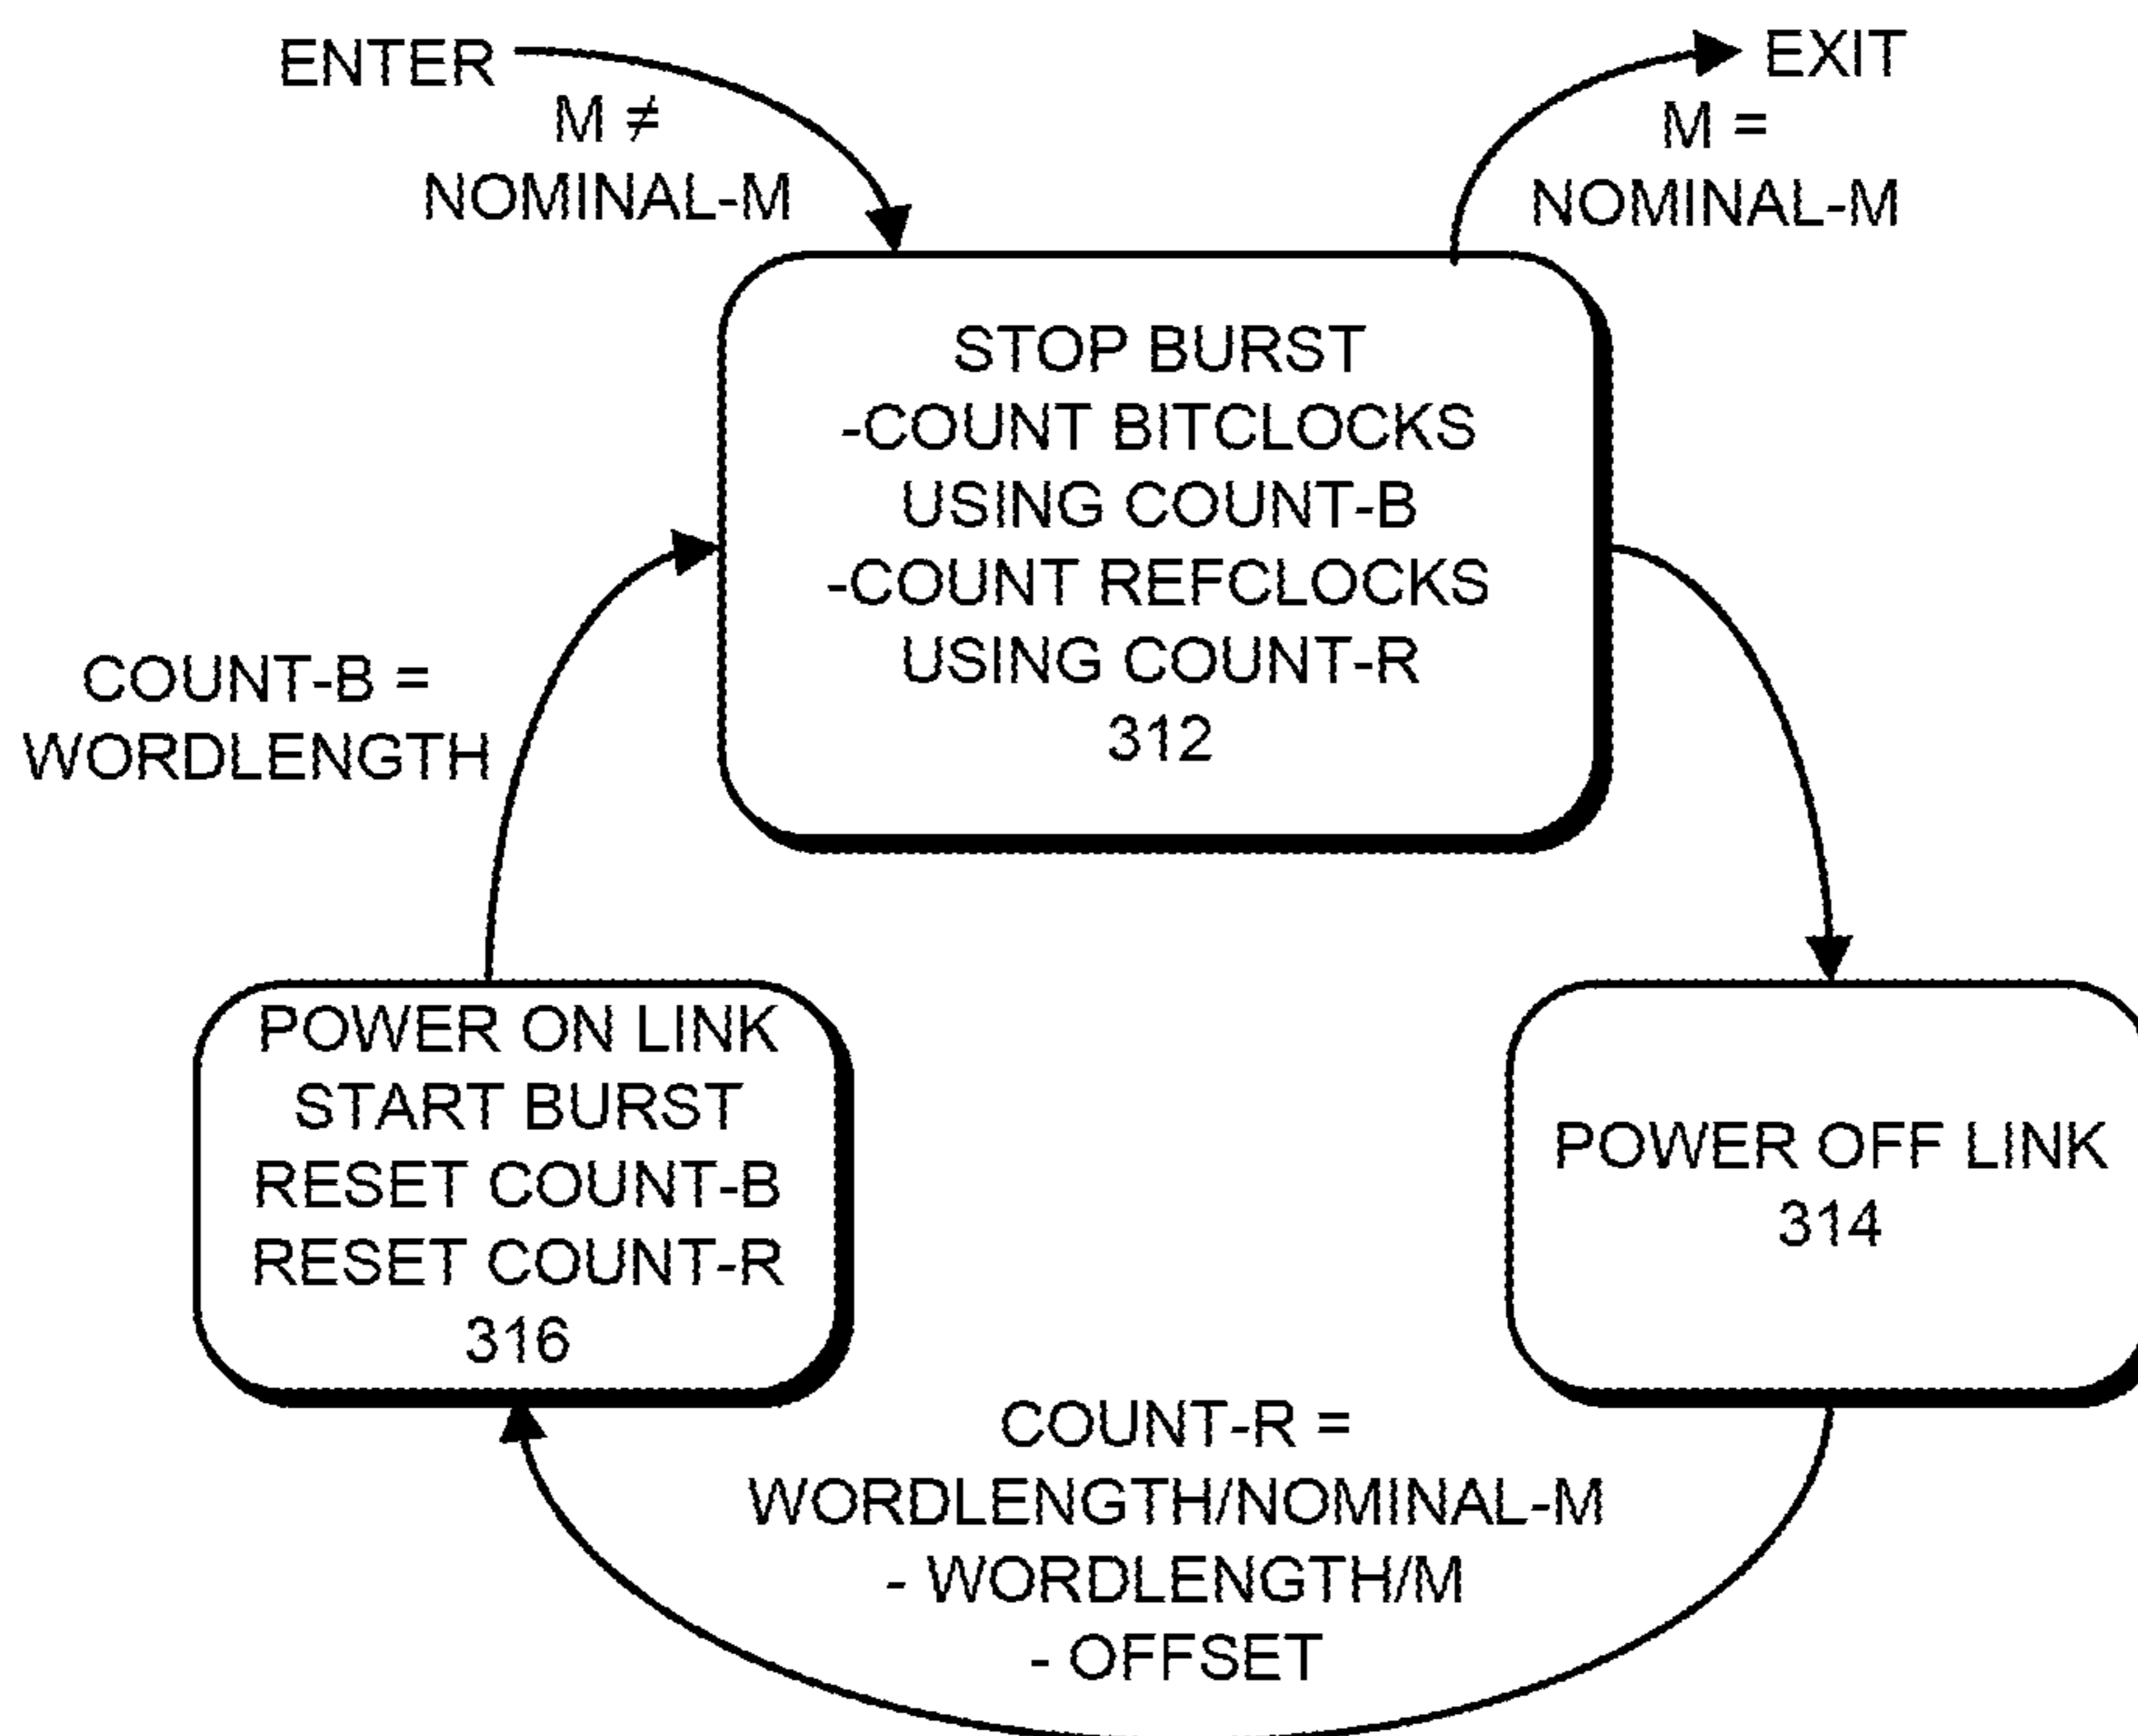 ENTER
M ≠
NOMINAL-M
EXIT
M =
NOMINAL-M
STOP BURST
-COUNT BITCLOCKS
USING COUNT-B
-COUNT REFCLOCKS
USING COUNT-R
312
COUNT-B =
WORDLENGTH
POWER ON LINK
START BURST
RESET COUNT-B
RESET COUNT-R
316
POWER OFF LINK
314
COUNT-R =
WORDLENGTH/NOMINAL-M
- WORDLENGTH/M
- OFFSET